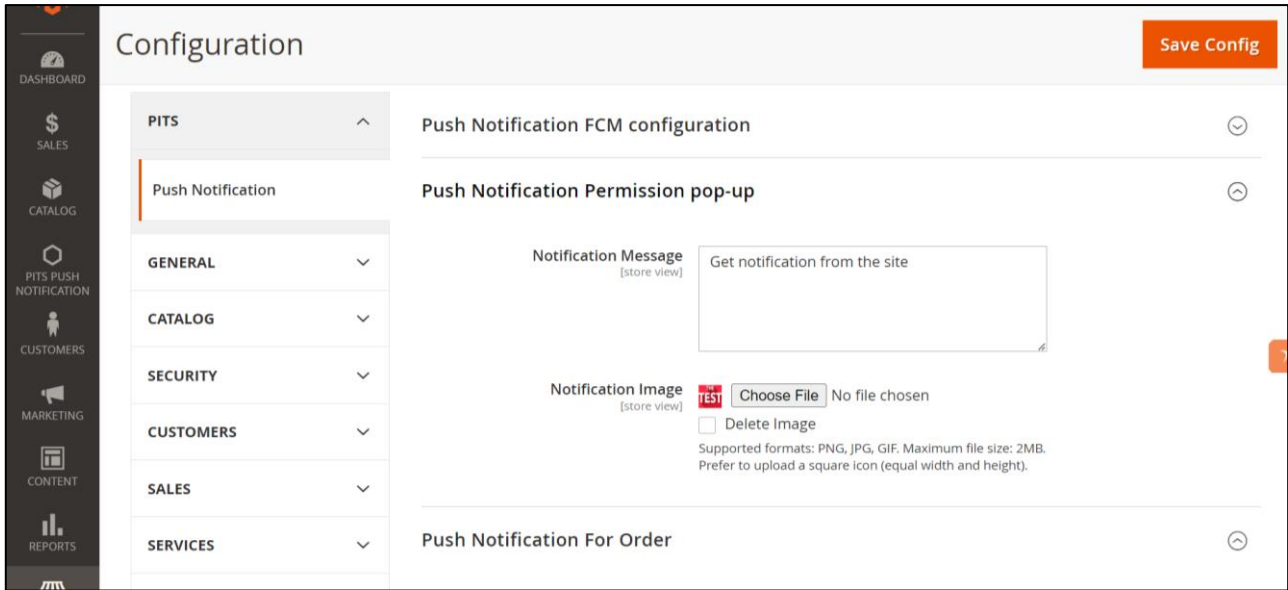 Configuration
Save Config
DASHBOARD
SALES
CATALOG
PITS PUSH
NOTIFICATION
CUSTOMERS
MARKETING
CONTENT
REPORTS
PITS
Push Notification
GENERAL
CATALOG
SECURITY
CUSTOMERS
SALES
SERVICES
Push Notification FCM configuration
Push Notification Permission pop-up
Notification Message
[store view]
Get notification from the site
Notification Image
[store view]
TEST
Choose File No file chosen
Delete Image
Supported formats: PNG, JPG, GIF. Maximum file size: 2MB.
Prefer to upload a square icon (equal width and height).
Push Notification For Order